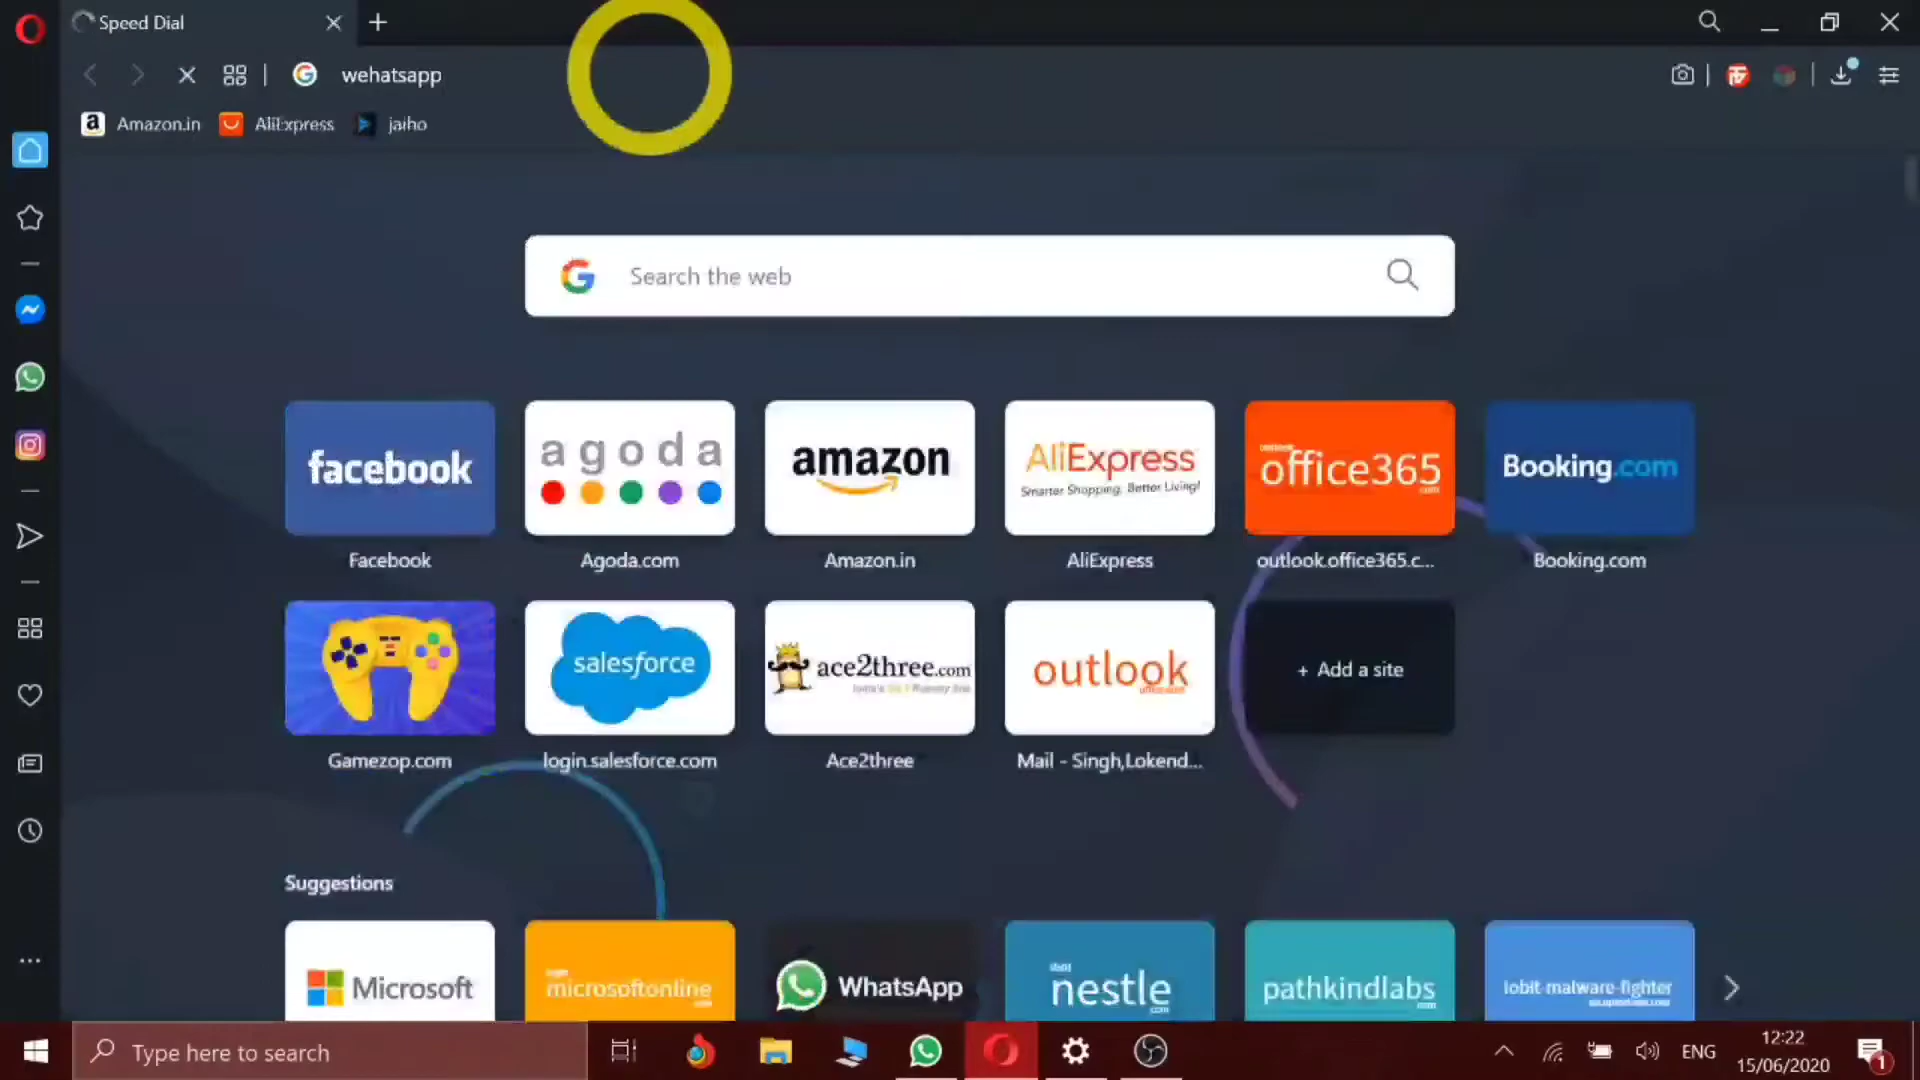 Speed Dial
wehatsapp
Amazon.in AliExpress jaiho
Search the web
facebook agoda amazon AliExpress office365 Booking.com
Smarter Shopping, Better Living!
Facebook Agoda.com Amazon.in AliExpress outlook.office365.c... Booking.com
salesforce ace2three.com outlook + Add a site
Gamezop.com login.salesforce.com Ace2three Mail - Singh,Lokend...
Suggestions
Microsoft microsoftonline WhatsApp nestle pathkindlabs iobit-malware-fighter
Type here to search ENG 12:22
15/06/2020 1